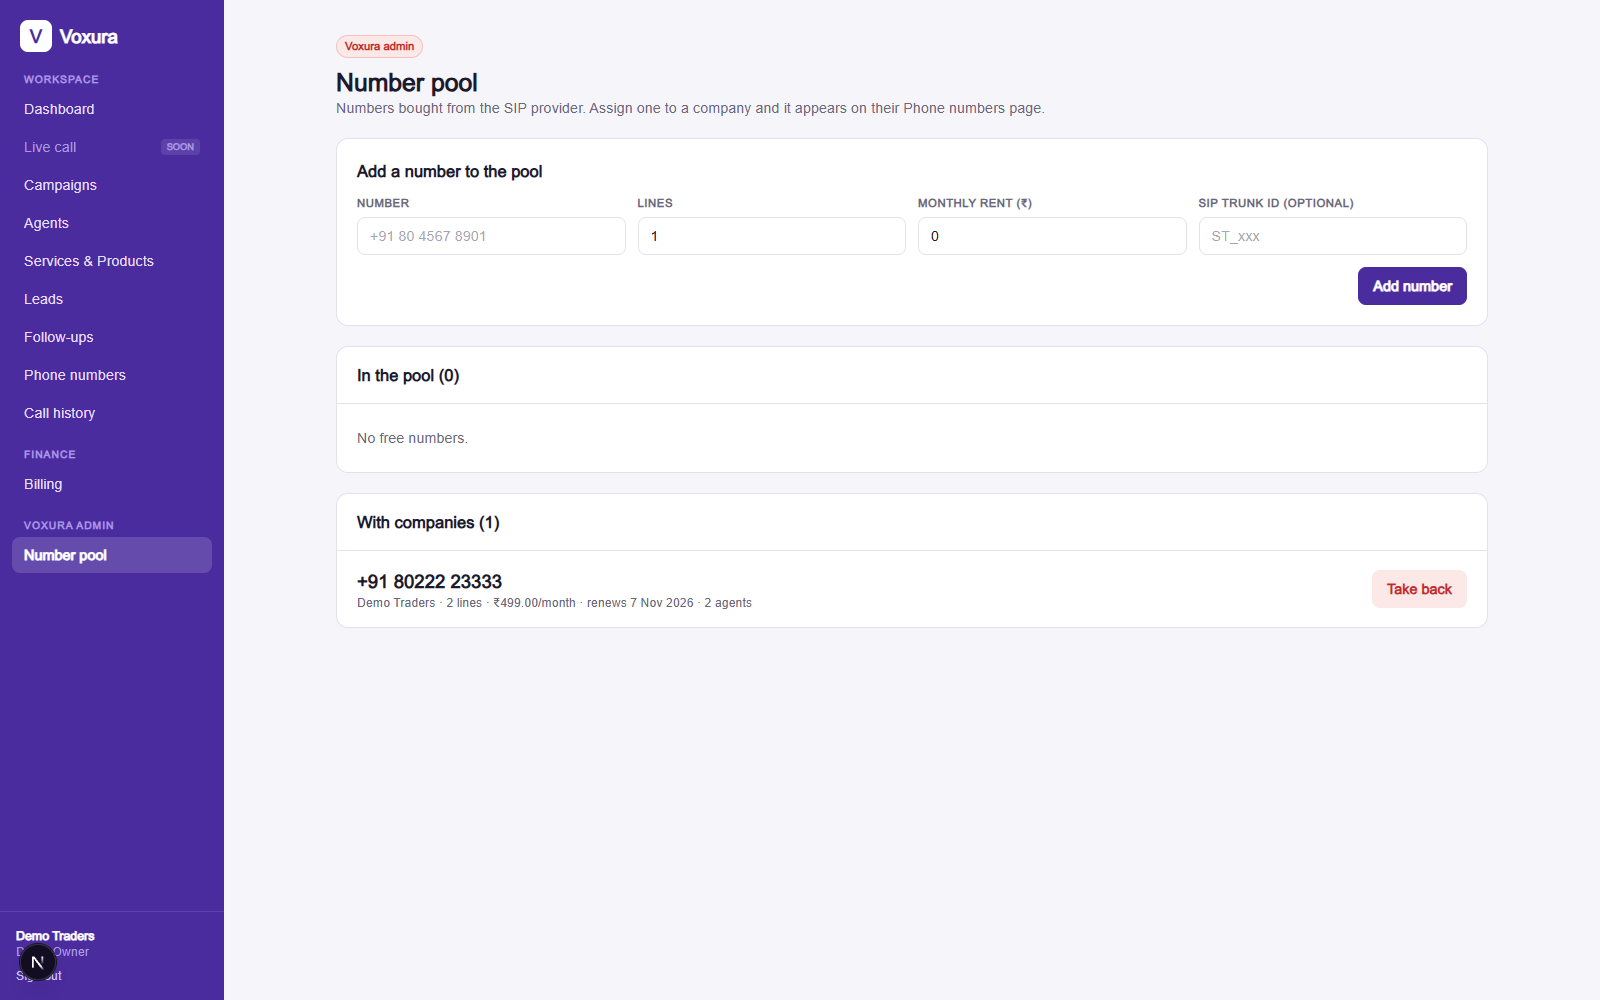 V Voxura
WORKSPACE
Dashboard
Live call SOON
Campaigns
Agents
Services & Products
Leads
Follow-ups
Phone numbers
Call history
FINANCE
Billing
VOXURA ADMIN
Number pool
Demo Traders
Owner
N
Voxura admin
Number pool
Numbers bought from the SIP provider. Assign one to a company and it appears on their Phone numbers page.
Add a number to the pool
NUMBER LINES MONTHLY RENT (₹) SIP TRUNK ID (OPTIONAL)
+91 80 4567 8901 1 0 ST_xxx
Add number
In the pool (0)
No free numbers.
With companies (1)
+91 80222 23333
Demo Traders · 2 lines · ₹499.00/month · renews 7 Nov 2026 · 2 agents
Take back